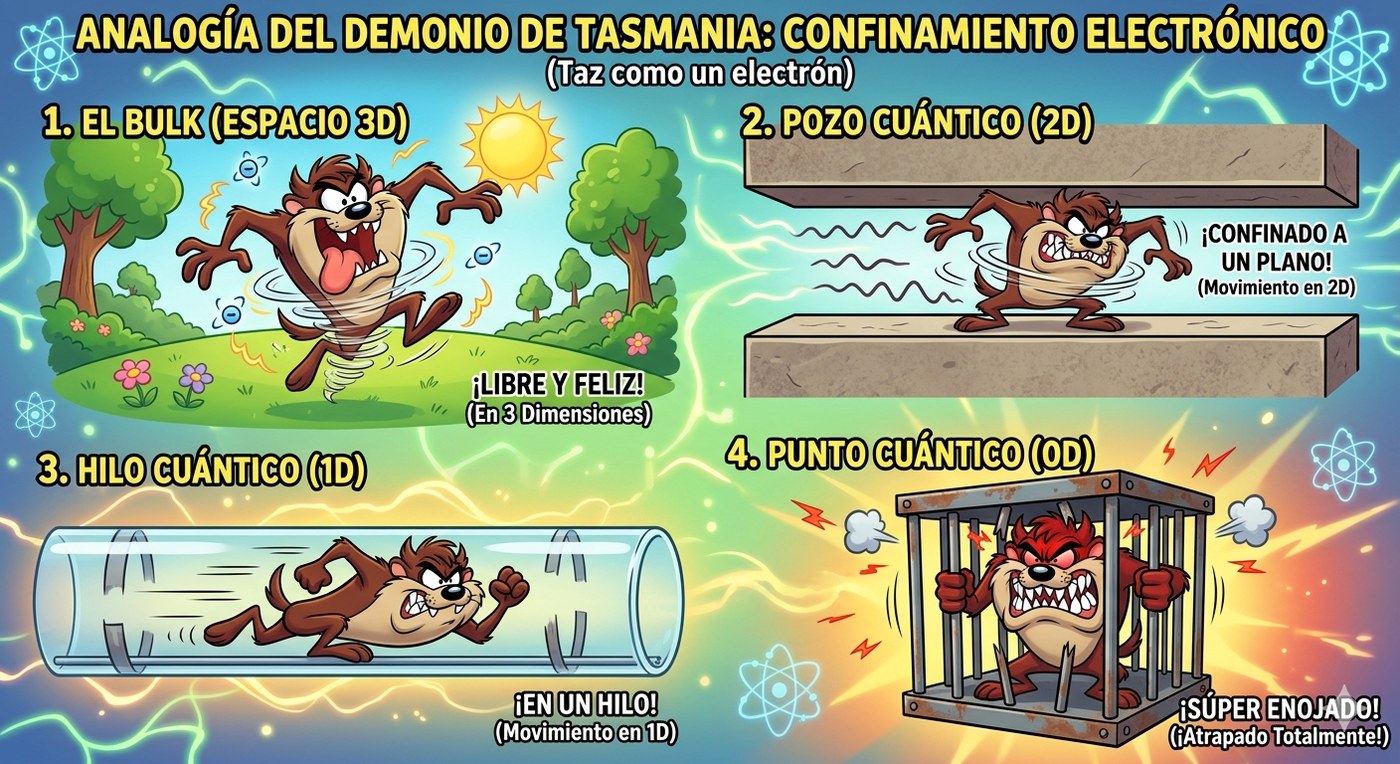 ANALOGÍA DEL DEMONIO DE TASMANIA: CONFINAMIENTO ELECTRÓNICO
(Taz como un electrón)
1. EL BULK (ESPACIO 3D)
¡LIBRE Y FELIZ!
(En 3 Dimensiones)
2. POZO CUÁNTICO (2D)
¡CONFINADO A
UN PLANO!
(Movimiento en 2D)
3. HILO CUÁNTICO (1D)
¡EN UN HILO!
(Movimiento en 1D)
4. PUNTO CUÁNTICO (0D)
¡SÚPER ENOJADO!
(¡Atrapado Totalmente!)